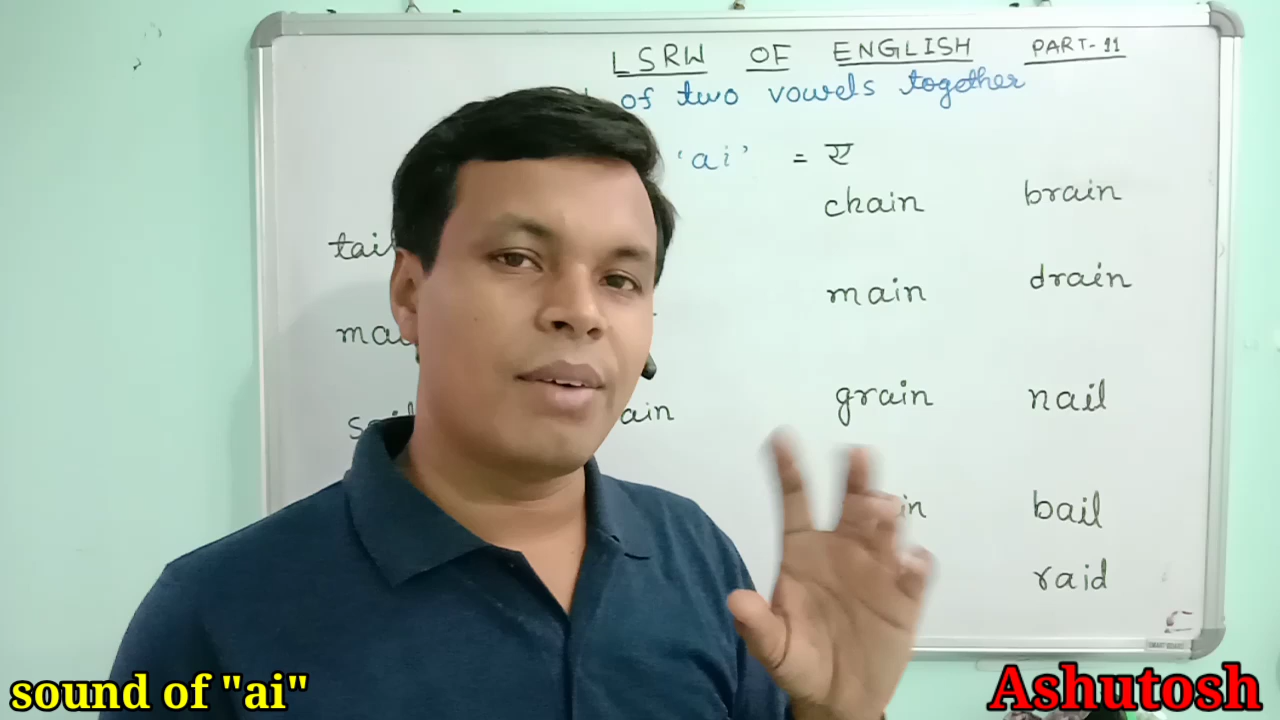 LSRW OF ENGLISH PART-11
of two vowels together
'ai' = ए
chain brain
main drain
ain grain nail
bail
raid
sound of "ai"
Ashutosh